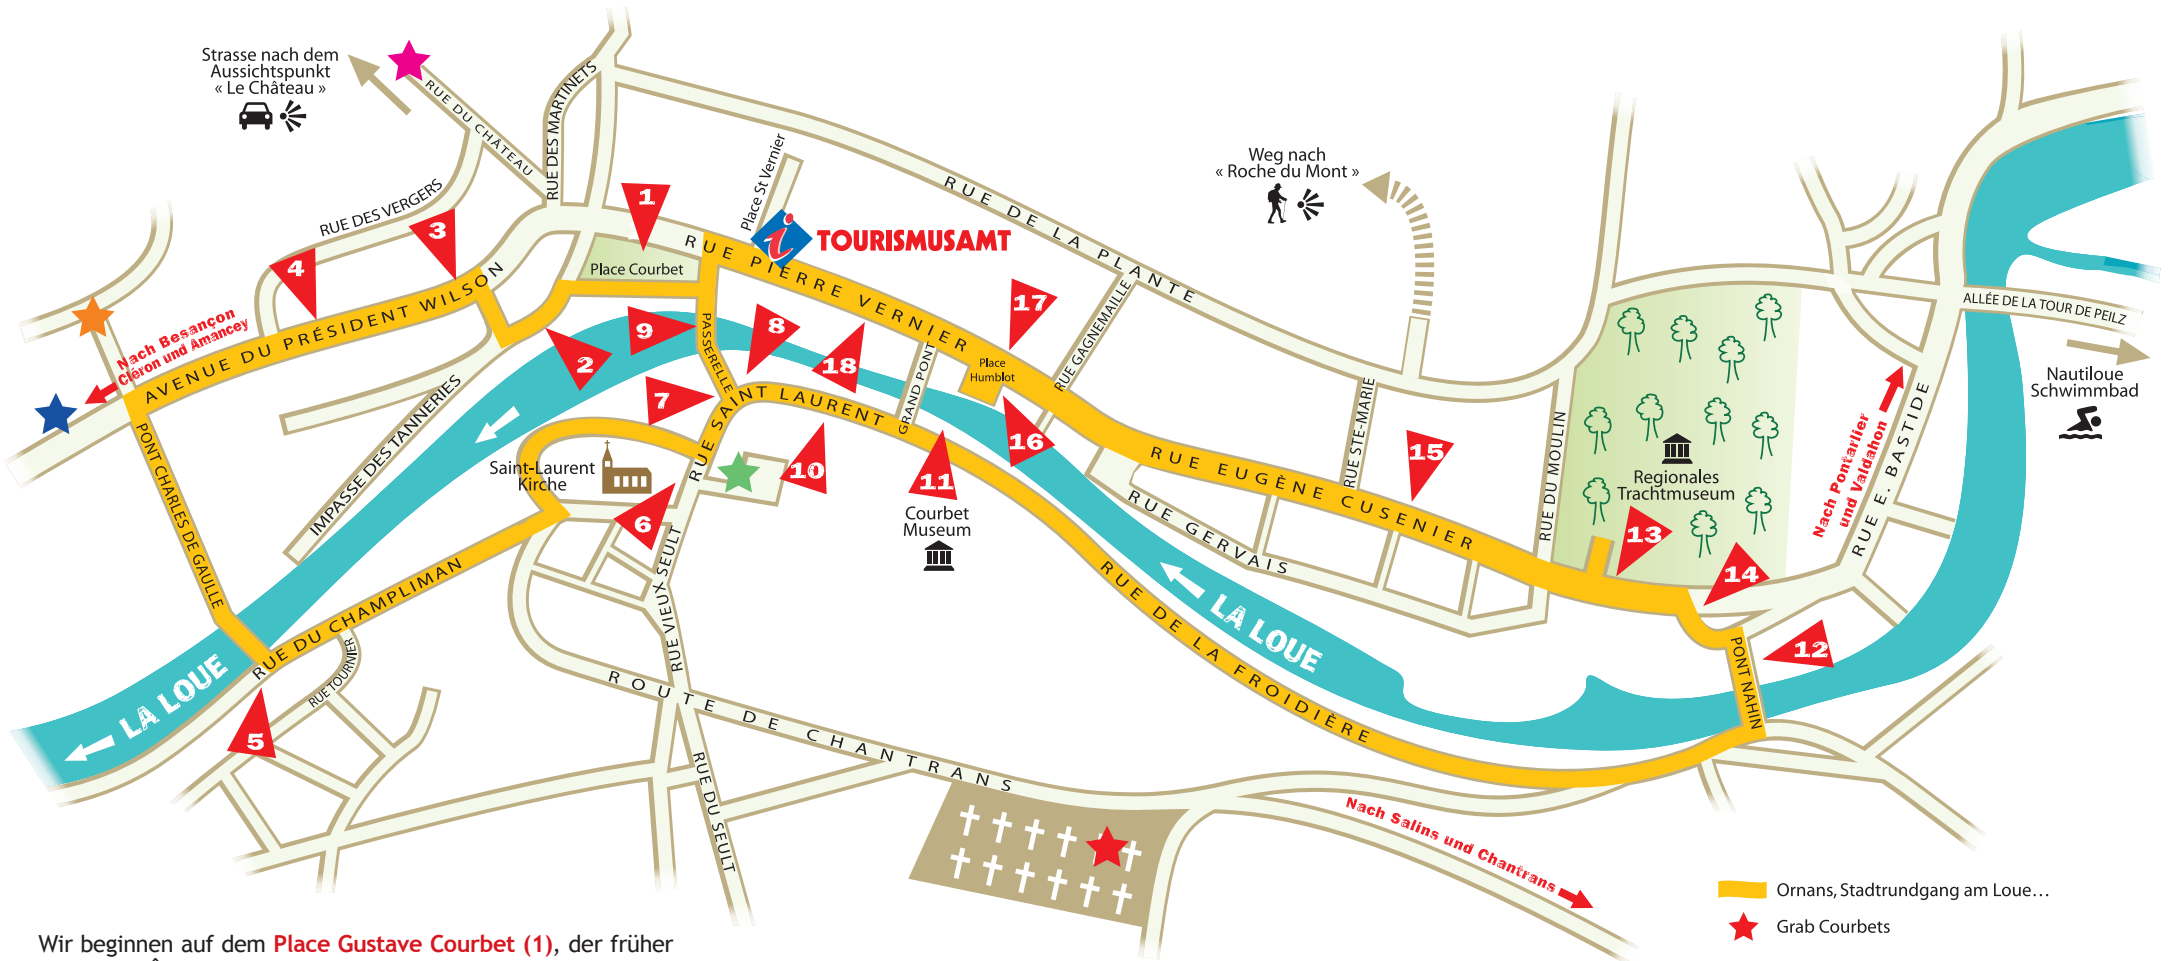 Strasse nach dem
Aussichtspunkt
« Le Château »
RUE DU CHÂTEAU
RUE DES MARTINETS
RUE DES VERGERS
Place St Vernier
1
3
4
TOURISMUSAMT
Place Courbet
RUE PIERRE VERNIER
RUE DE LA PLANTE
Weg nach
« Roche du Mont »
ALLÉE DE LA TOUR DE PEILZ
Nautiloue
Schwimmbad
Nach Besançon
Cléron und Amancey
AVENUE DU PRÉSIDENT WILSON
PASSERELLE
9
8
2
18
17
7
GRAND PONT
Place
Humblot
RUE GAGNEMAILLE
RUE SAINT LAURENT
IMPASSE DES TANNERIES
PONT CHARLES DE GAULLE
Saint-Laurent
Kirche
6
10
11
16
Courbet
Museum
RUE STE-MARIE
15
RUE EUGÈNE CUSENIER
RUE GERVAIS
RUE DU MOULIN
Regionales
Trachtmuseum
13
14
12
Nach Pontarlier
und Valdahon
RUE E. BASTIDE
PONT NAHIN
RUE DU CHAMPLIMAN
RUE VIEUX SEULT
RUE TOURNIER
5
LA LOUE
LA LOUE
RUE DE LA FROIDIÈRE
ROUTE DE CHANTRANS
RUE DU SEULT
Nach Salins und Chantrans
Ornans, Stadtrundgang am Loue…
Grab Courbets
Wir beginnen auf dem Place Gustave Courbet (1), der früher